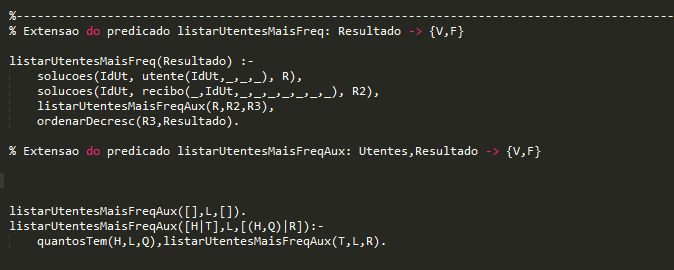 %---------------------------------------------------------------------------------
% Extensao do predicado listarUtentesMaisFreq: Resultado -> {V,F}
listarUtentesMaisFreq(Resultado) :-
solucoes(IdUt, utente(IdUt,_,_,_), R),
solucoes(IdUt, recibo(_,IdUt,_,_,_,_,_,_,_), R2),
listarUtentesMaisFreqAux(R,R2,R3),
ordenarDecresc(R3,Resultado).
% Extensao do predicado listarUtentesMaisFreqAux: Utentes,Resultado -> {V,F}
listarUtentesMaisFreqAux([],L,[]).
listarUtentesMaisFreqAux([H|T],L,[(H,Q)|R]):-
quantosTem(H,L,Q),listarUtentesMaisFreqAux(T,L,R).